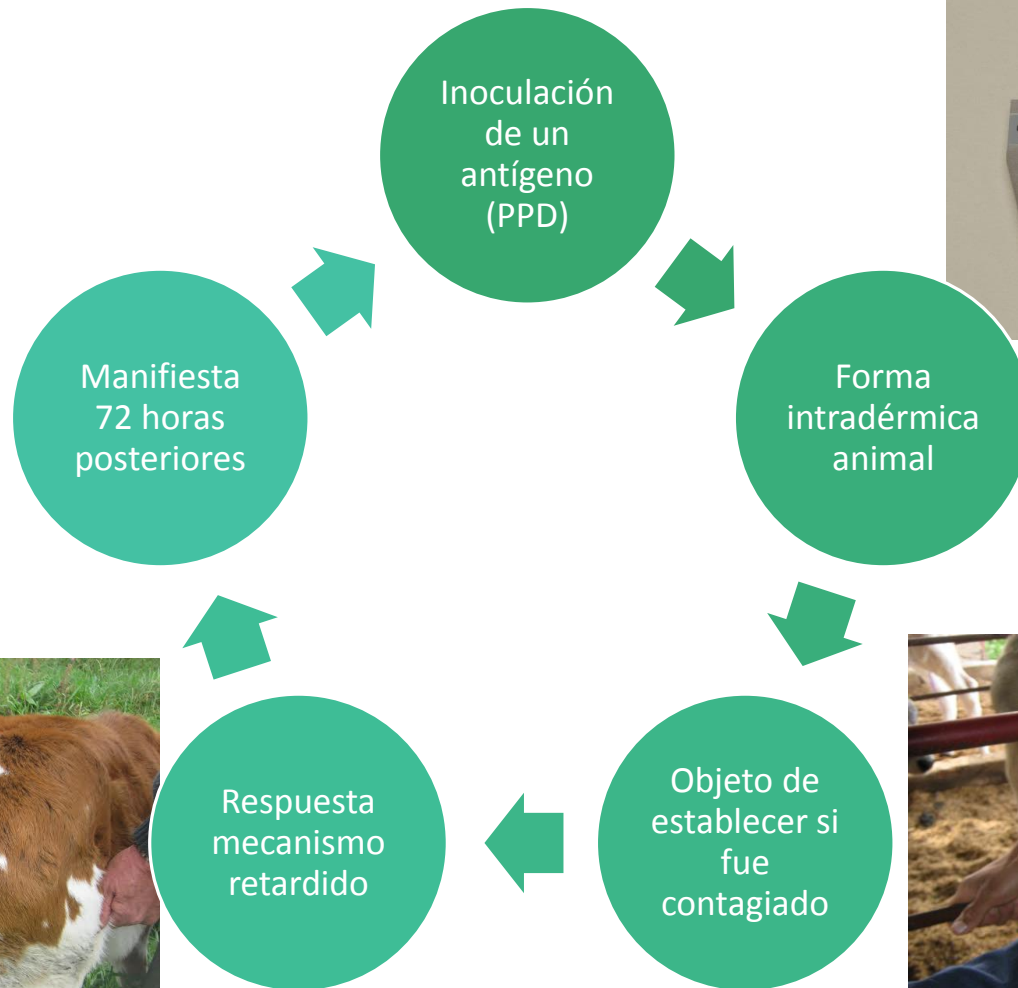 Inoculación
de un
antígeno
(PPD)
Forma
intradérmica
animal
Objeto de
establecer si
fue
contagiado
Respuesta
mecanismo
retardido
Manifiesta
72 horas
posteriores